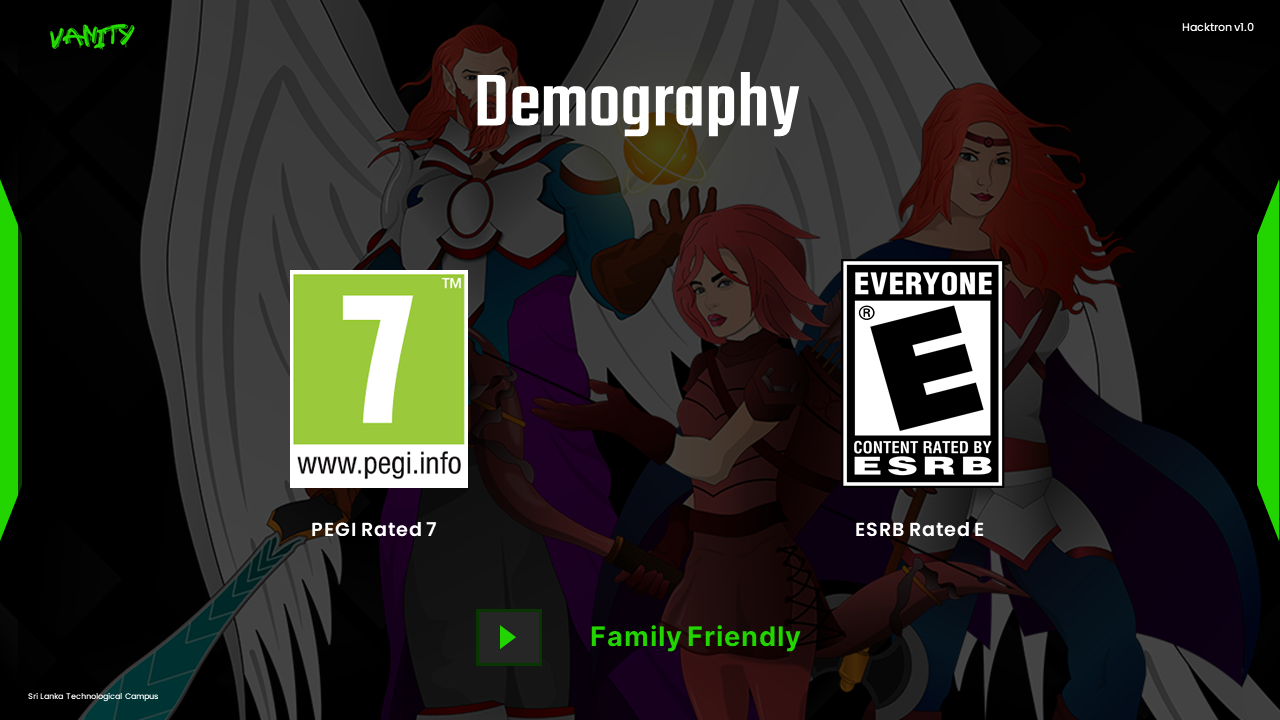 VANITY
Hacktron v1.0
Demography
7
TM
www.pegi.info
EVERYONE
®
E
CONTENT RATED BY
ESRB
PEGI Rated 7
ESRB Rated E
Family Friendly
Sri Lanka Technological Campus